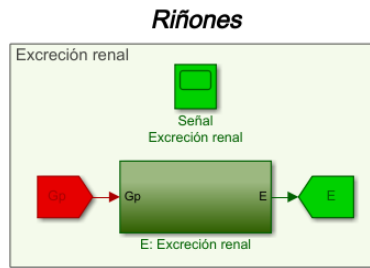 Riñones
Excreción renal
Señal
Excreción renal
Gp
Gp
E
E
E: Excreción renal